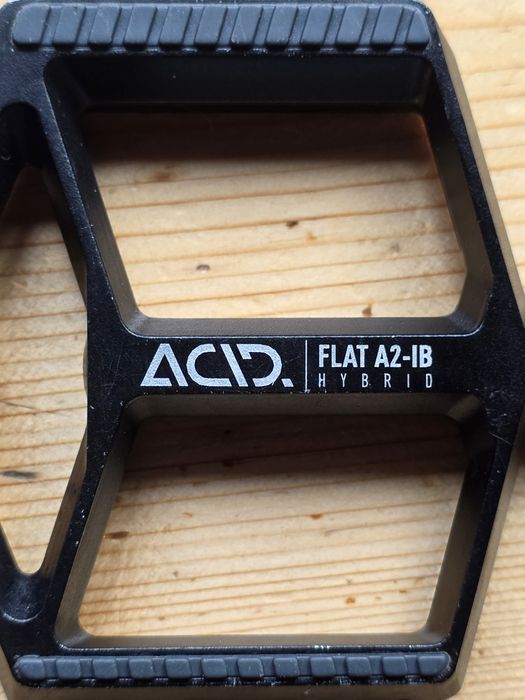 ACID.
FLAT A2-IB
HYBRID